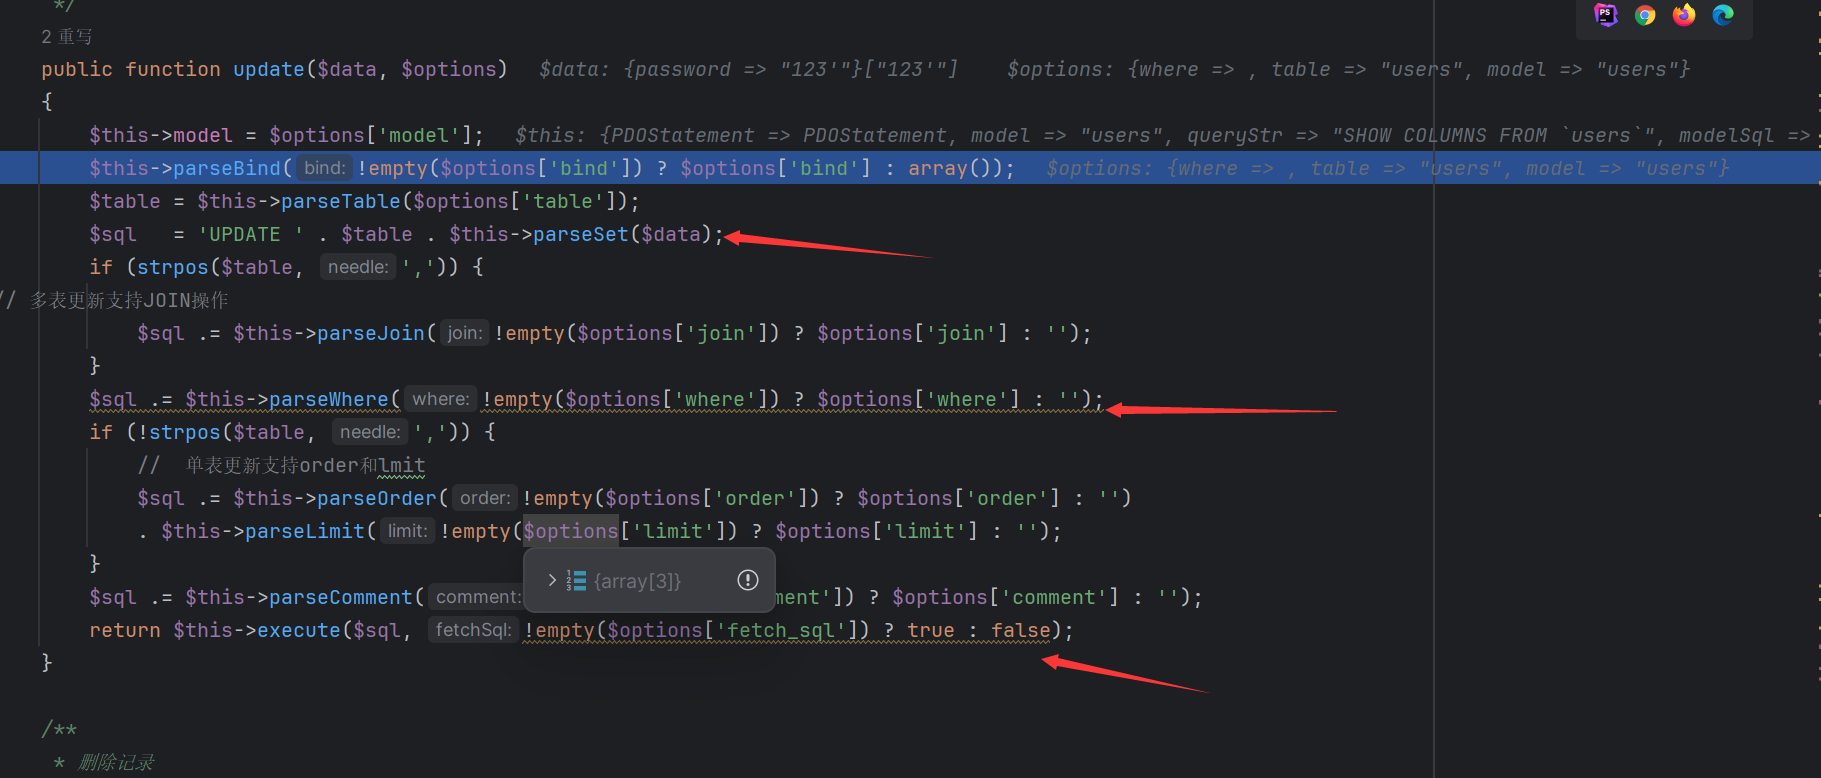 */
2 重写
public function update($data, $options)   $data: {password => "123'"}["123'"]    $options: {where => , table => "users", model => "users"}
{
    $this->model = $options['model'];   $this: {PDOStatement => PDOStatement, model => "users", queryStr => "SHOW COLUMNS FROM `users`", modelSql =>
    $this->parseBind( bind: !empty($options['bind']) ? $options['bind'] : array());   $options: {where => , table => "users", model => "users"}
    $table = $this->parseTable($options['table']);
    $sql   = 'UPDATE ' . $table . $this->parseSet($data);
    if (strpos($table, needle: ',')) {
// 多表更新支持JOIN操作
        $sql .= $this->parseJoin( join: !empty($options['join']) ? $options['join'] : '');
    }
    $sql .= $this->parseWhere( where: !empty($options['where']) ? $options['where'] : '');
    if (!strpos($table, needle: ',')) {
        //  单表更新支持order和lmit
        $sql .= $this->parseOrder( order: !empty($options['order']) ? $options['order'] : '')
        . $this->parseLimit( limit: !empty($options['limit']) ? $options['limit'] : '');
    }
{array[3]}
    $sql .= $this->parseComment( comment: ment']) ? $options['comment'] : '');
    return $this->execute($sql, fetchSql: !empty($options['fetch_sql']) ? true : false);
}
/**
 * 删除记录